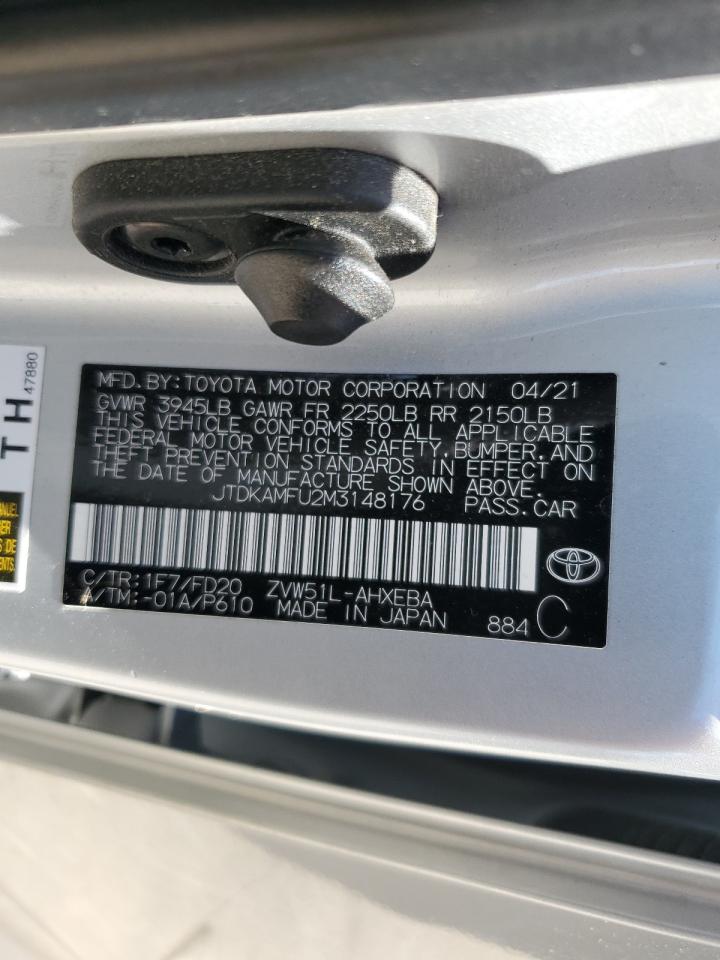 MFD.BY:TOYOTA MOTOR CORPORATION 04/21
GVWR 3945LB GAWR FR 2250LB RR 2150LB
THIS VEHICLE CONFORMS TO ALL APPLICABLE
FEDERAL MOTOR VEHICLE SAFETY,BUMPER,AND
THEFT PREVENTION STANDARDS IN EFFECT ON
THE DATE OF MANUFACTURE SHOWN ABOVE.
JTDKAMFU2M3148176 PASS.CAR
C/TR:1F7/FD20 ZVW51L-AHXEBA
A/TM:-01A/P610 MADE IN JAPAN 884 C
TH
47880